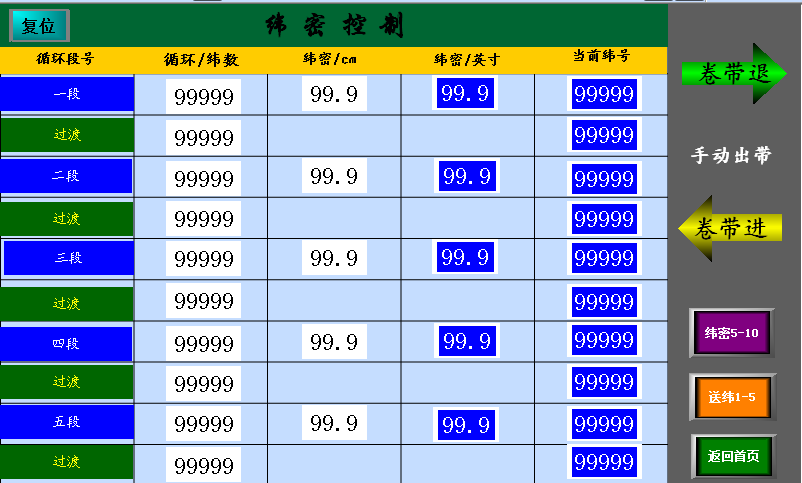 复位
纬密控制
循环段号 循环/纬数 纬密/cm 纬密/英寸 当前纬号
一段 99999 99.9 99.9 99999
过渡 99999 99999
二段 99999 99.9 99.9 99999
过渡 99999 99999
三段 99999 99.9 99.9 99999
过渡 99999 99999
四段 99999 99.9 99.9 99999
过渡 99999 99999
五段 99999 99.9 99.9 99999
过渡 99999 99999
卷带退
手动出带
卷带进
纬密5-10
送纬1-5
返回首页